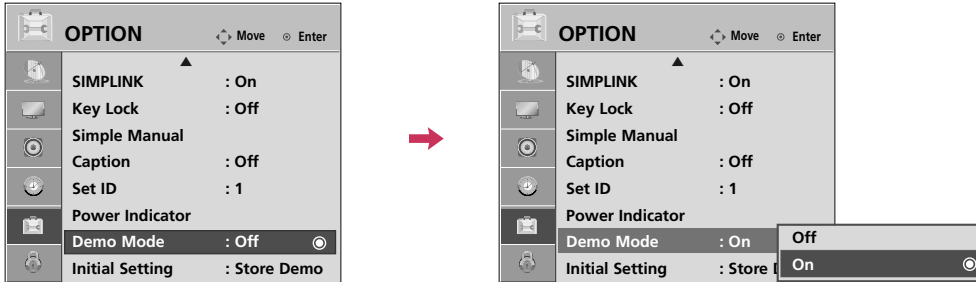 OPTION Move Enter
SIMPLINK : On
Key Lock : Off
Simple Manual
Caption : Off
Set ID : 1
Power Indicator
Demo Mode : Off
Initial Setting : Store Demo
OPTION Move Enter
SIMPLINK : On
Key Lock : Off
Simple Manual
Caption : Off
Set ID : 1
Power Indicator
Demo Mode : On
Initial Setting : Store
Off
On